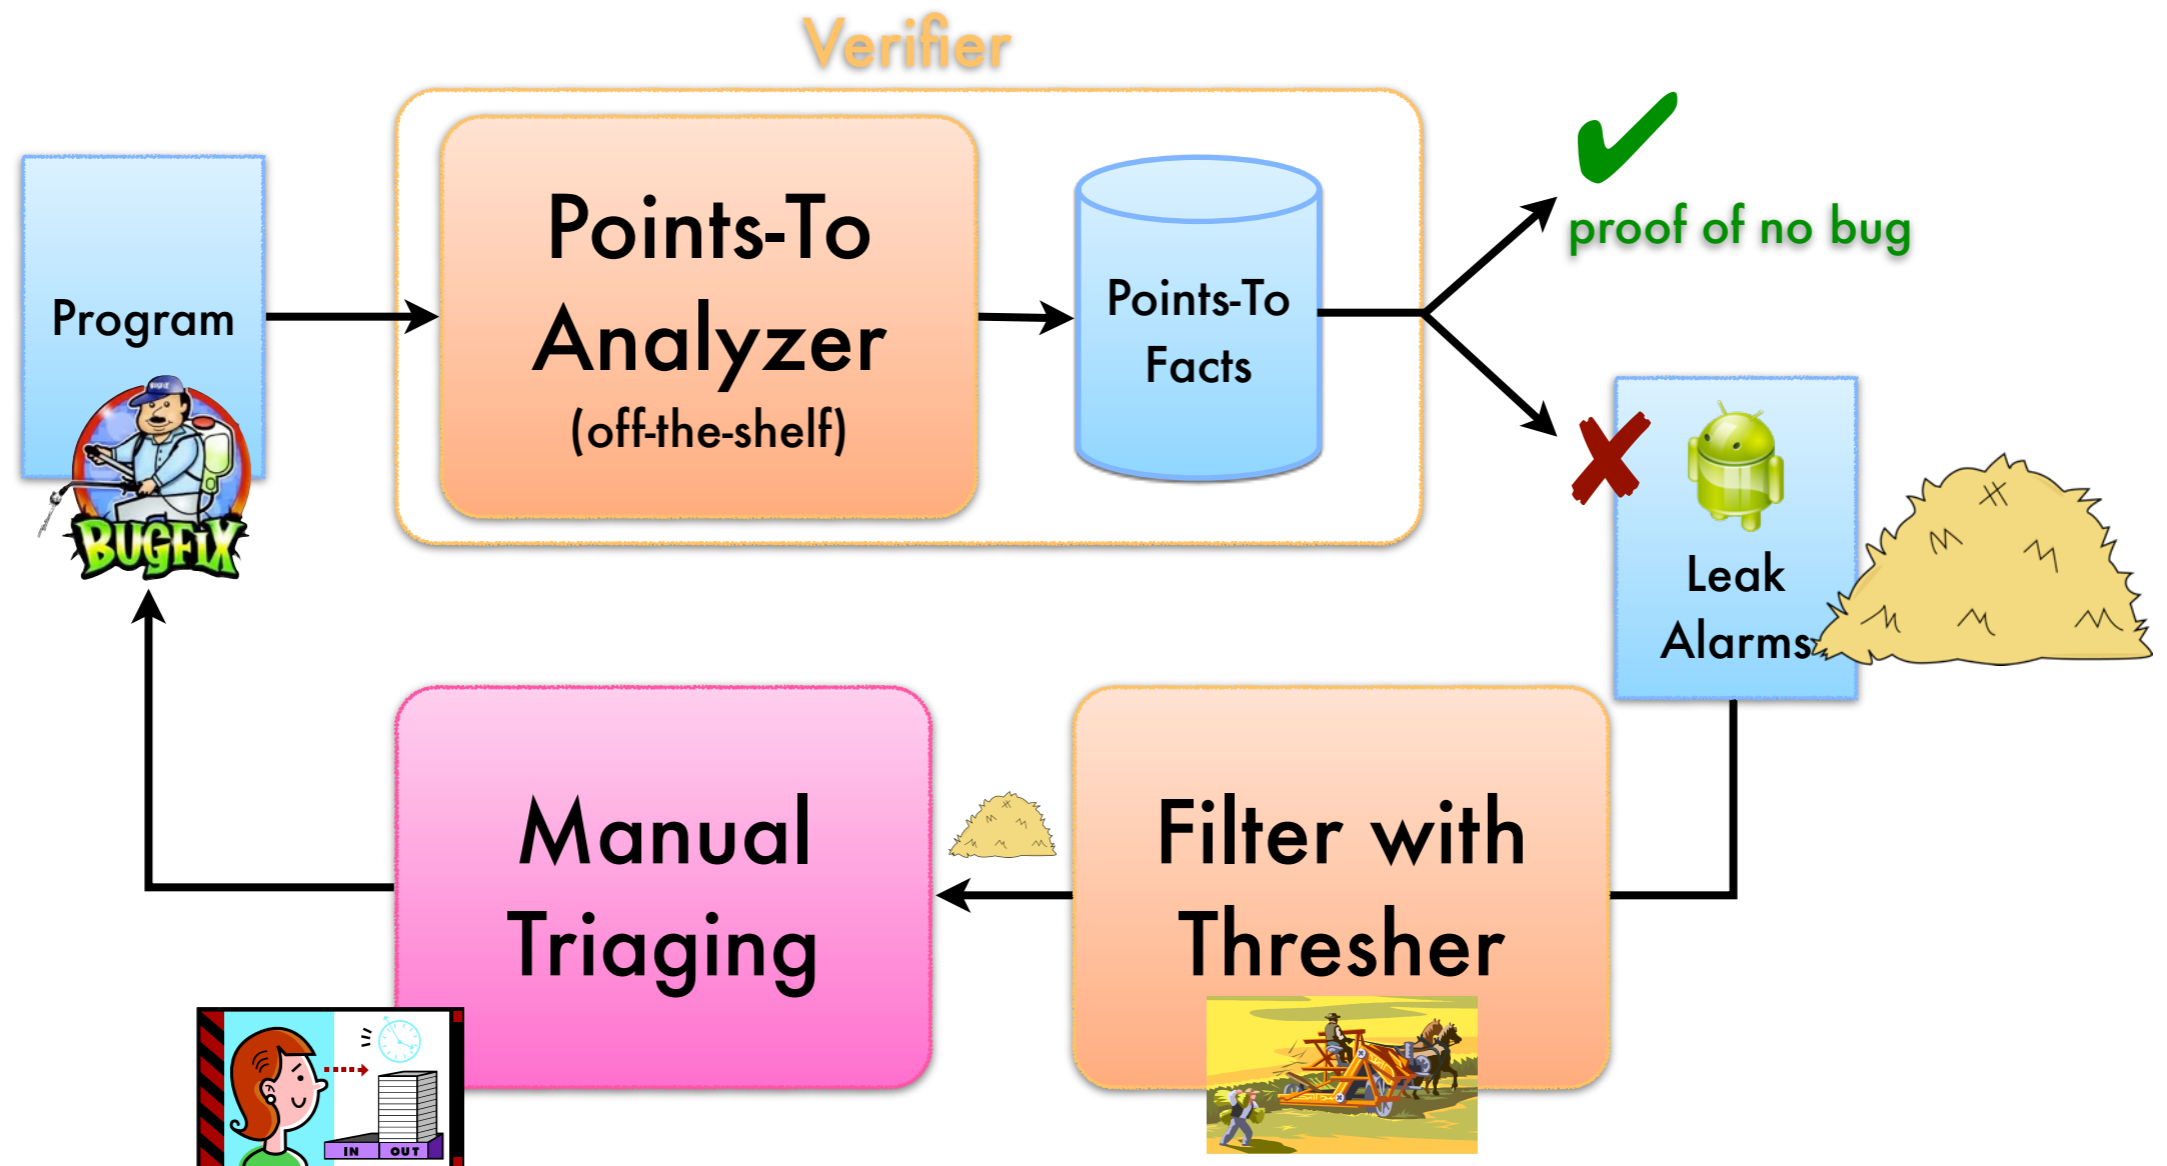 Verifier
Program
BUGFIX
BUGFIX
Points-To
Analyzer
(off-the-shelf)
Points-To
Facts
proof of no bug
Leak
Alarms
Manual
Triaging
IN OUT
Filter with
Thresher